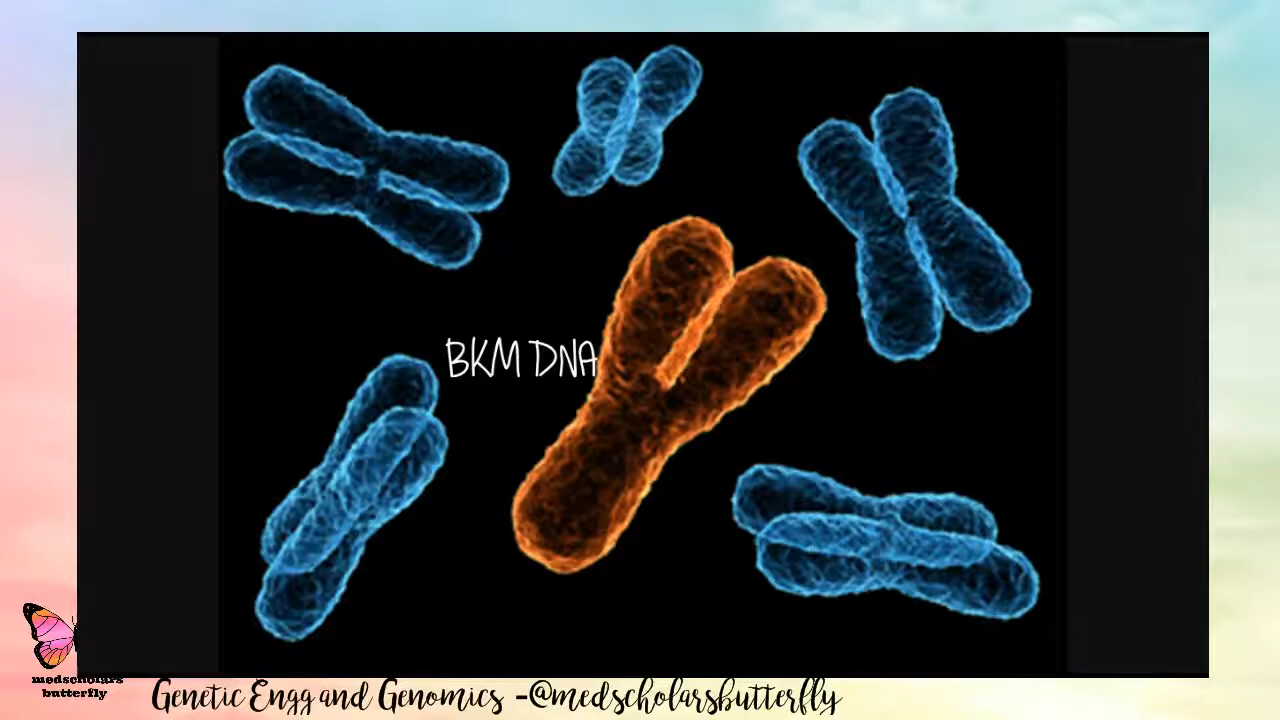 BKM DNA
medscholars
butterfly
Genetic Engg and Genomics -@medscholarsbutterfly